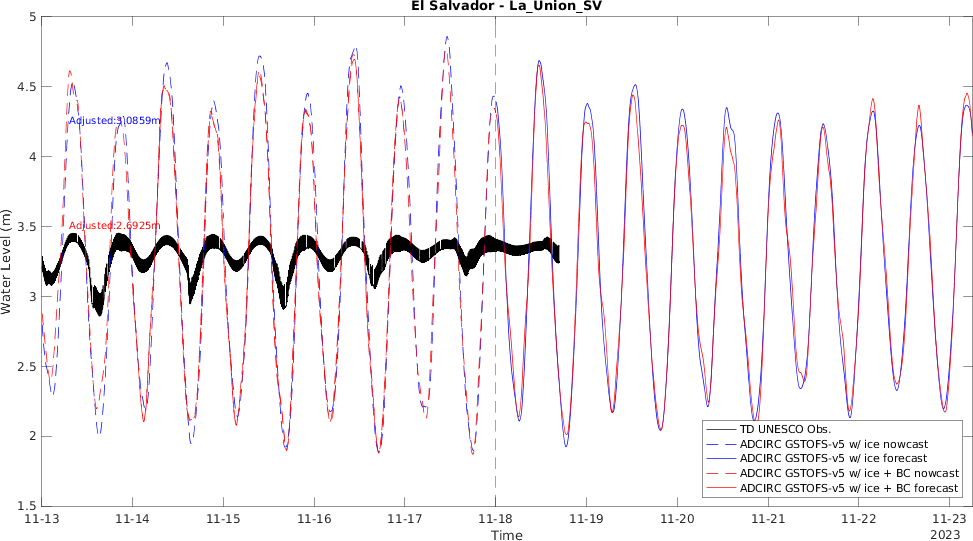 El Salvador - La_Union_SV
Water Level (m)
5
4.5
4
3.5
3
2.5
2
1.5
Adjusted:3.0859m
Adjusted:2.6925m
TD UNESCO Obs.
ADCIRC GSTOFS-v5 w/ ice nowcast
ADCIRC GSTOFS-v5 w/ ice forecast
ADCIRC GSTOFS-v5 w/ ice + BC nowcast
ADCIRC GSTOFS-v5 w/ ice + BC forecast
11-13 11-14 11-15 11-16 11-17 11-18 11-19 11-20 11-21 11-22 11-23
Time
2023